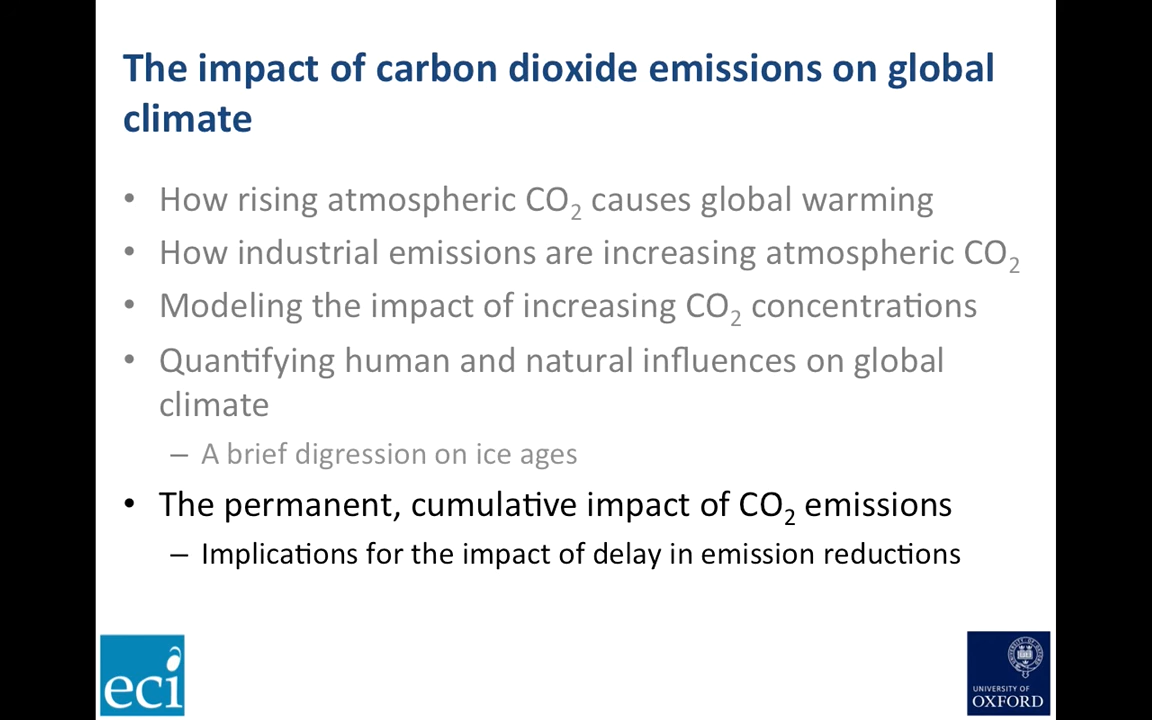 The impact of carbon dioxide emissions on global
climate
• How rising atmospheric CO₂ causes global warming
• How industrial emissions are increasing atmospheric CO₂
• Modeling the impact of increasing CO₂ concentrations
• Quantifying human and natural influences on global
climate
– A brief digression on ice ages
• The permanent, cumulative impact of CO₂ emissions
– Implications for the impact of delay in emission reductions
eci
UNIVERSITY OF
OXFORD